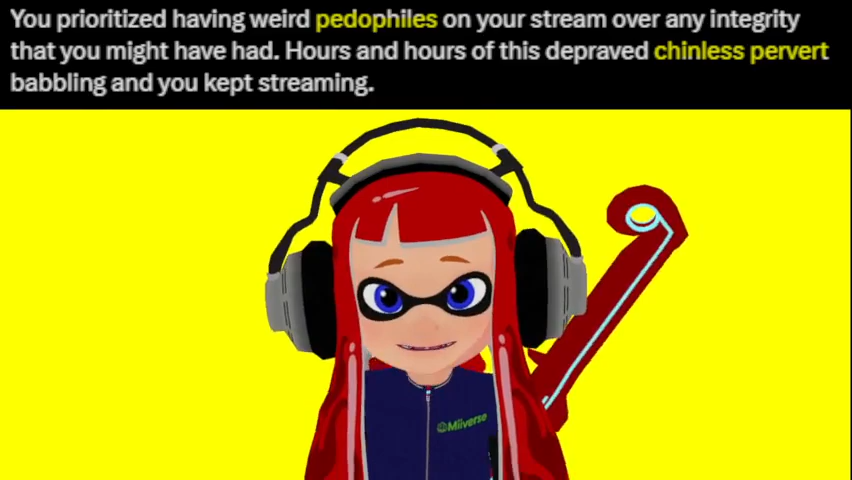 You prioritized having weird pedophiles on your stream over any integrity
that you might have had. Hours and hours of this depraved chinless pervert
babbling and you kept streaming.
Miiverse